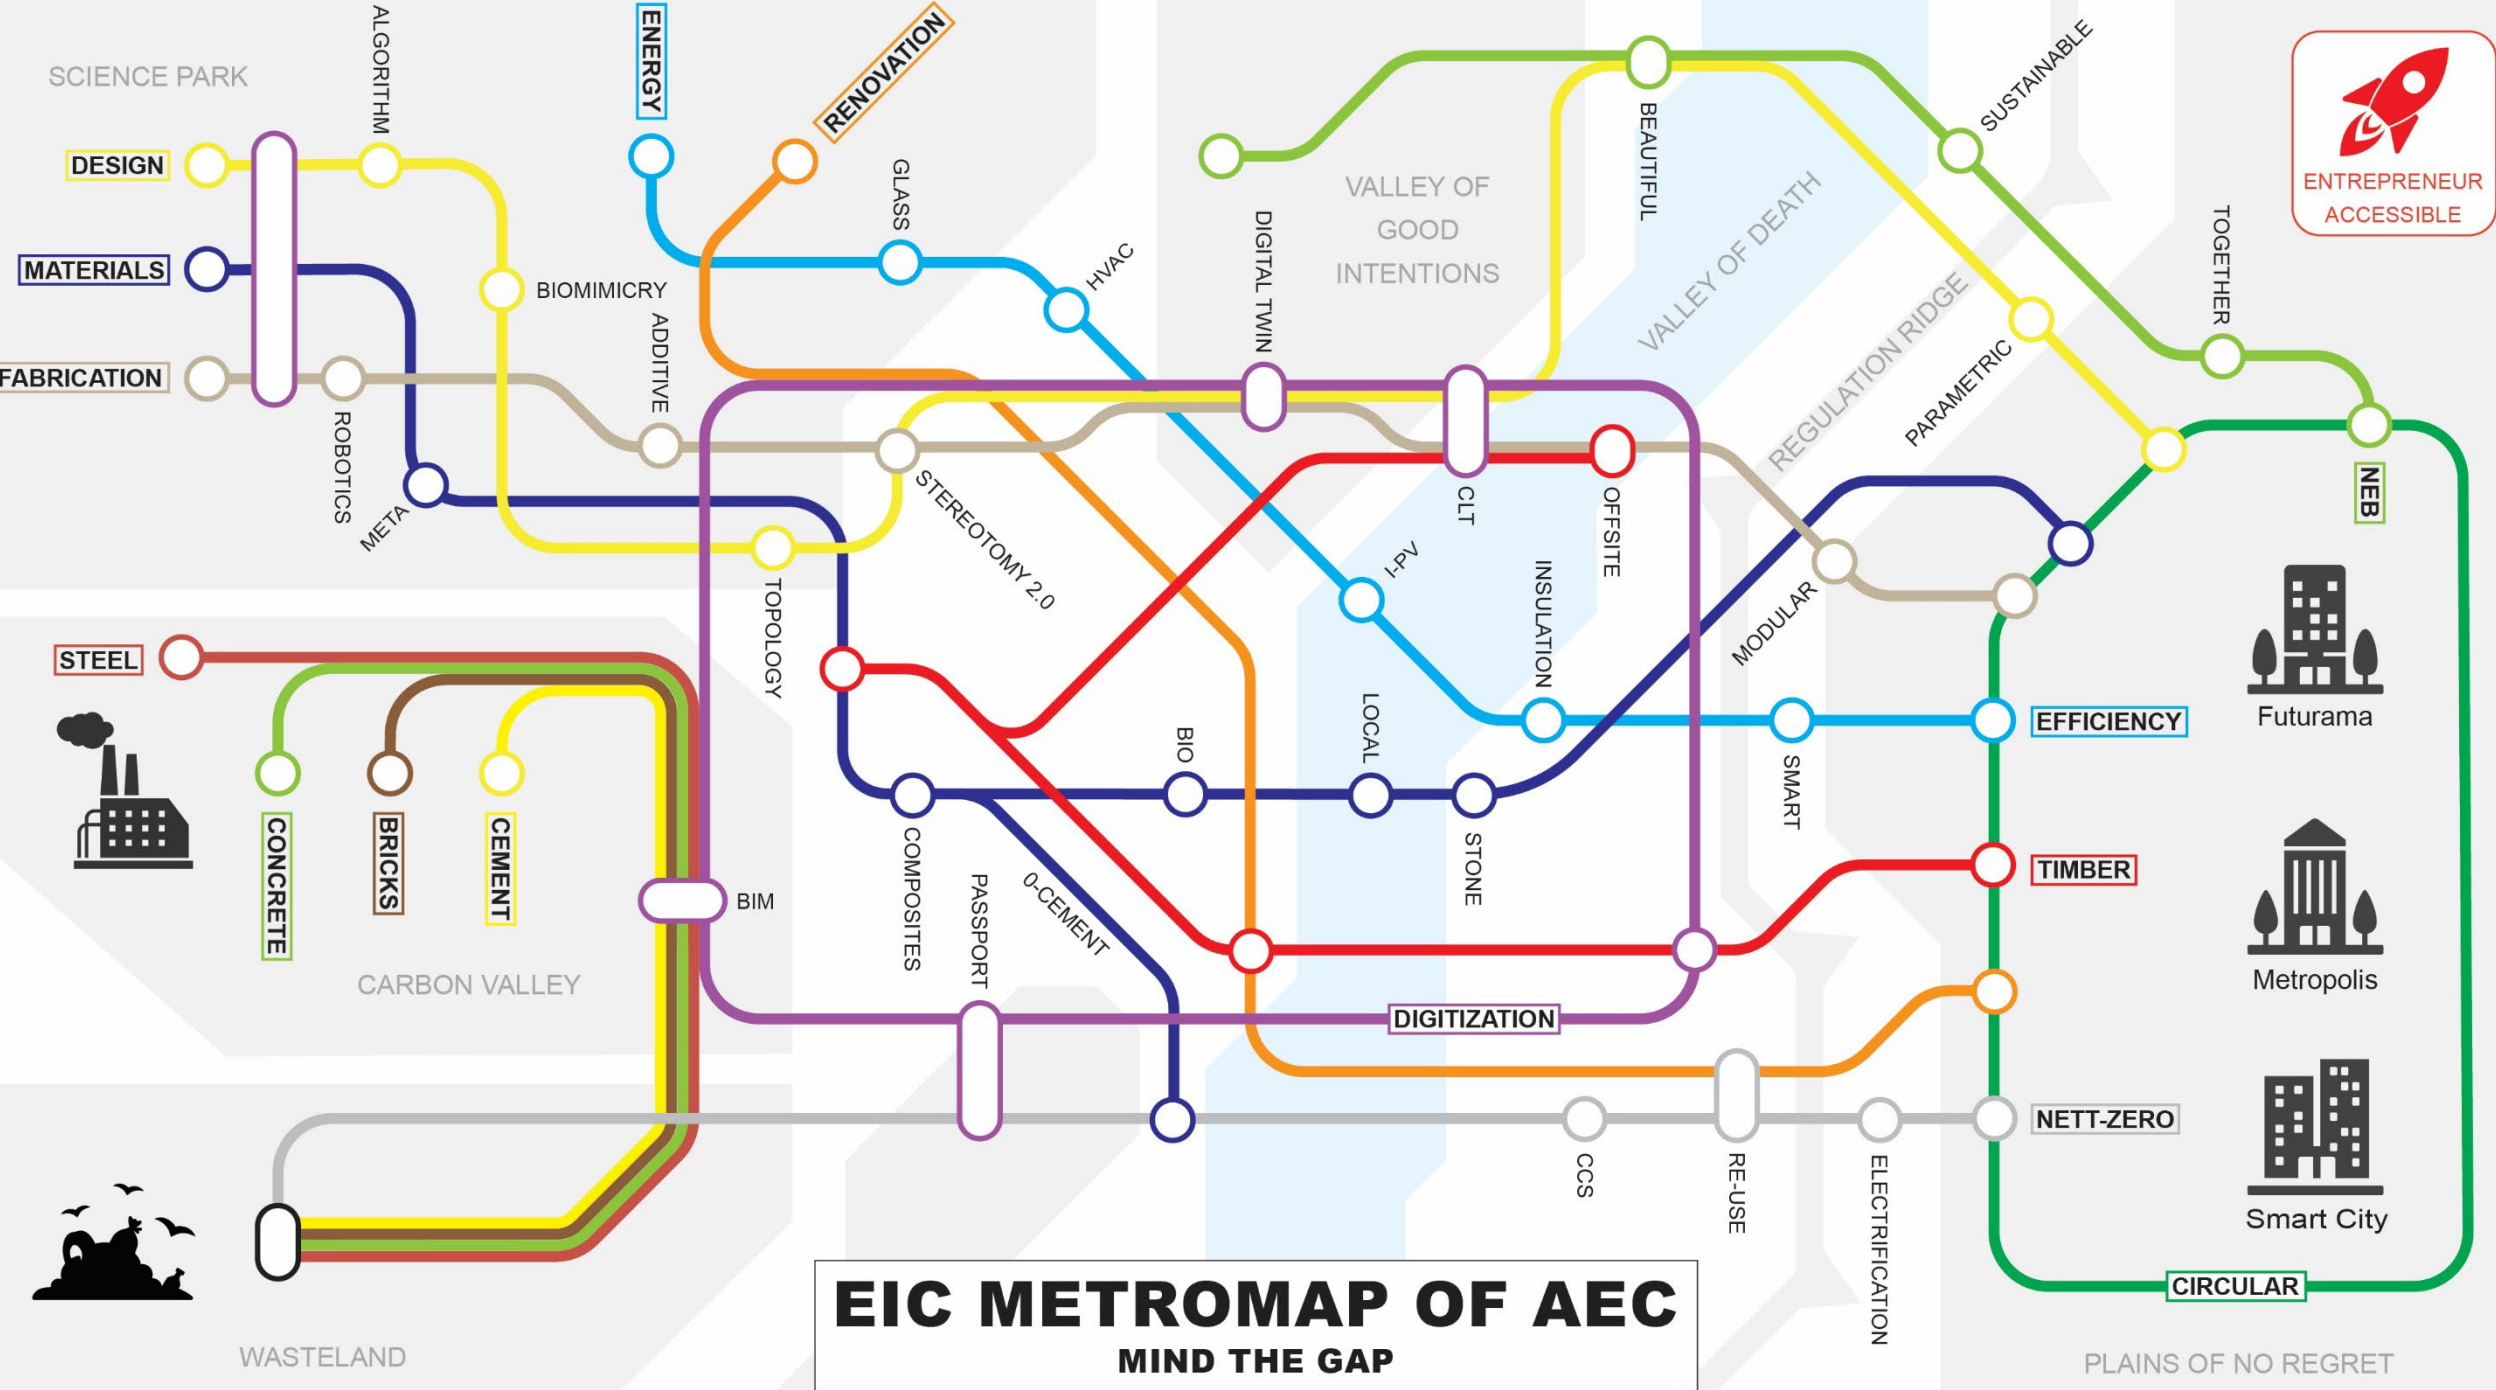 SCIENCE PARK
ALGORITHM
ENERGY
RENOVATION
SUSTAINABLE
ENTREPRENEUR
ACCESSIBLE
DESIGN
GLASS
BEAUTIFUL
VALLEY OF
GOOD
INTENTIONS
VALLEY OF DEATH
TOGETHER
MATERIALS
BIOMIMICRY
HVAC
DIGITAL TWIN
REGULATION RIDGE
FABRICATION
ADDITIVE
PARAMETRIC
ROBOTICS
META
STEREOTOMY 2.0
CLT
OFFSITE
NEB
TOPOLOGY
I-PV
INSULATION
MODULAR
STEEL
LOCAL
BIO
EFFICIENCY
Futurama
SMART
CONCRETE
BRICKS
CEMENT
BIM
COMPOSITES
PASSPORT
0-CEMENT
STONE
TIMBER
CARBON VALLEY
Metropolis
DIGITIZATION
NETT-ZERO
CCS
RE-USE
ELECTRIFICATION
Smart City
CIRCULAR
EIC METROMAP OF AEC
MIND THE GAP
WASTELAND
PLAINS OF NO REGRET